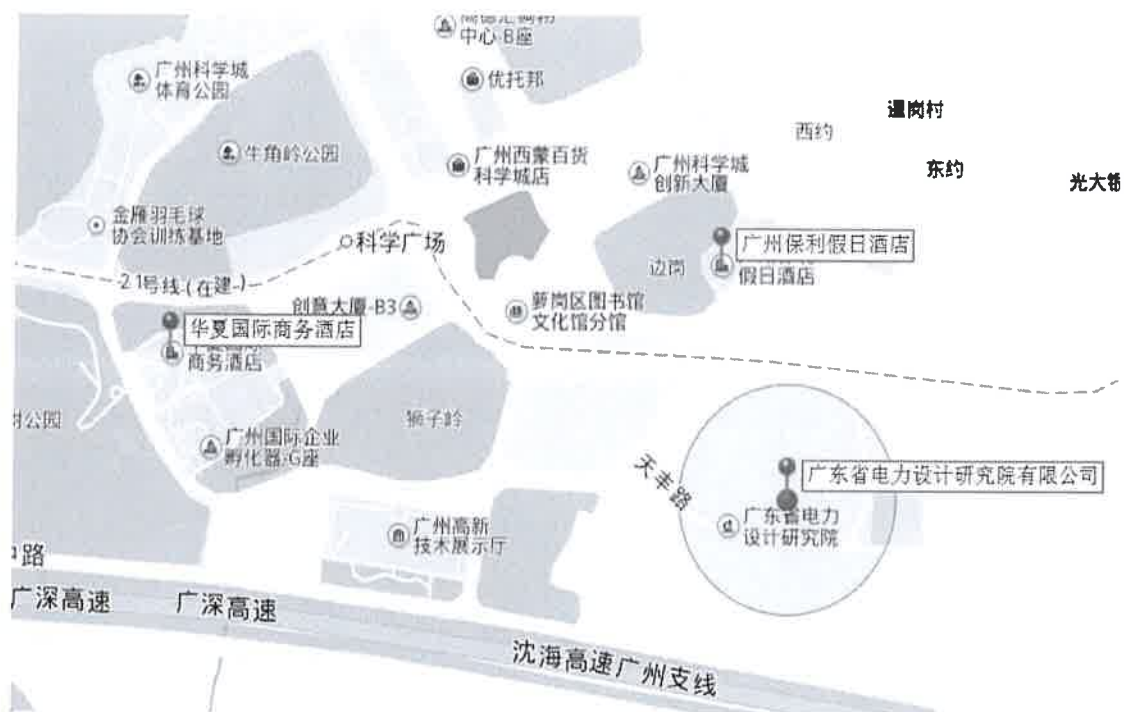 中心-B座
优托邦
广州科学城
体育公园
牛角岭公园
广州西蒙百货
科学城店
广州科学城
创新大厦
西约
暹岗村
东约
光大
金雁羽毛球
协会训练基地
科学广场
边岗
广州保利假日酒店
假日酒店
21号线(在建)
创意大厦-B3
萝岗区图书馆
文化馆分馆
华夏国际商务酒店
商务酒店
树公园
广州国际企业
孵化器-G座
狮子岭
天丰路
广东省电力设计研究院有限公司
广东省电力
设计研究院
广州高新
技术展示厅
中路
广深高速
广深高速
沈海高速广州支线